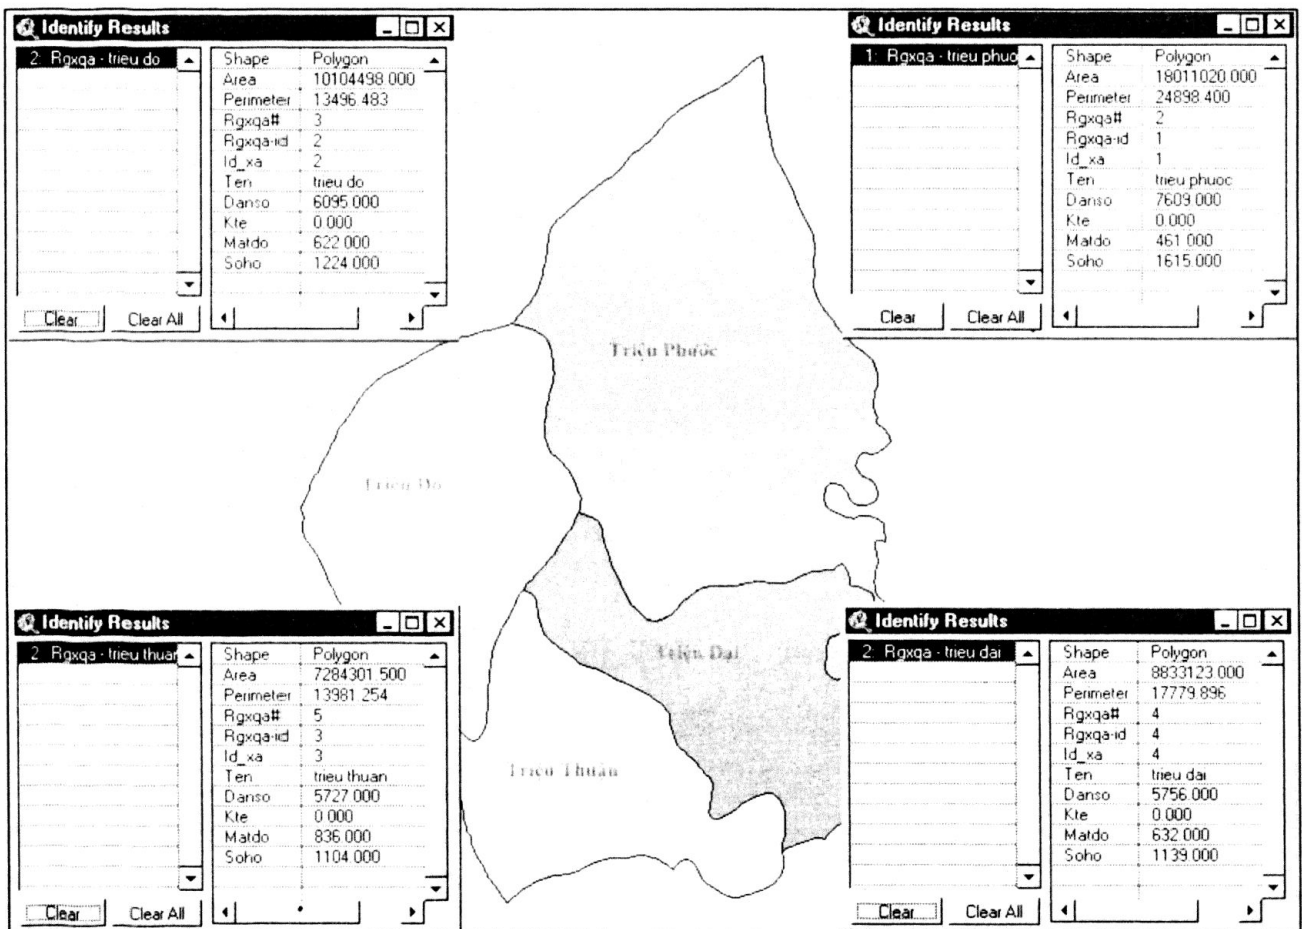 Identify Results
2: Rgxqa - trieu do
Shape Polygon
Area 10104498.000
Perimeter 13496.483
Rgxqa# 3
Rgxqa-id 2
Id_xa 2
Ten trieu do
Danso 6095.000
Kte 0.000
Matdo 622.000
Soho 1224.000
Clear Clear All
Identify Results
1: Rgxqa - trieu phuo
Shape Polygon
Area 18011020.000
Perimeter 24898.400
Rgxqa# 2
Rgxqa-id 1
Id_xa 1
Ten trieu phuoc
Danso 7609.000
Kte 0.000
Matdo 461.000
Soho 1615.000
Clear Clear All
Triệu Phước
Triệu Đô
Triệu Đại
Triệu Thuân
Identify Results
2: Rgxqa - trieu thuar
Shape Polygon
Area 7284301.500
Perimeter 13981.254
Rgxqa# 5
Rgxqa-id 3
Id_xa 3
Ten trieu thuan
Danso 5727.000
Kte 0.000
Matdo 836.000
Soho 1104.000
Clear Clear All
Identify Results
2: Rgxqa - trieu dai
Shape Polygon
Area 8833123.000
Perimeter 17779.896
Rgxqa# 4
Rgxqa-id 4
Id_xa 4
Ten trieu dai
Danso 5756.000
Kte 0.000
Matdo 632.000
Soho 1139.000
Clear Clear All